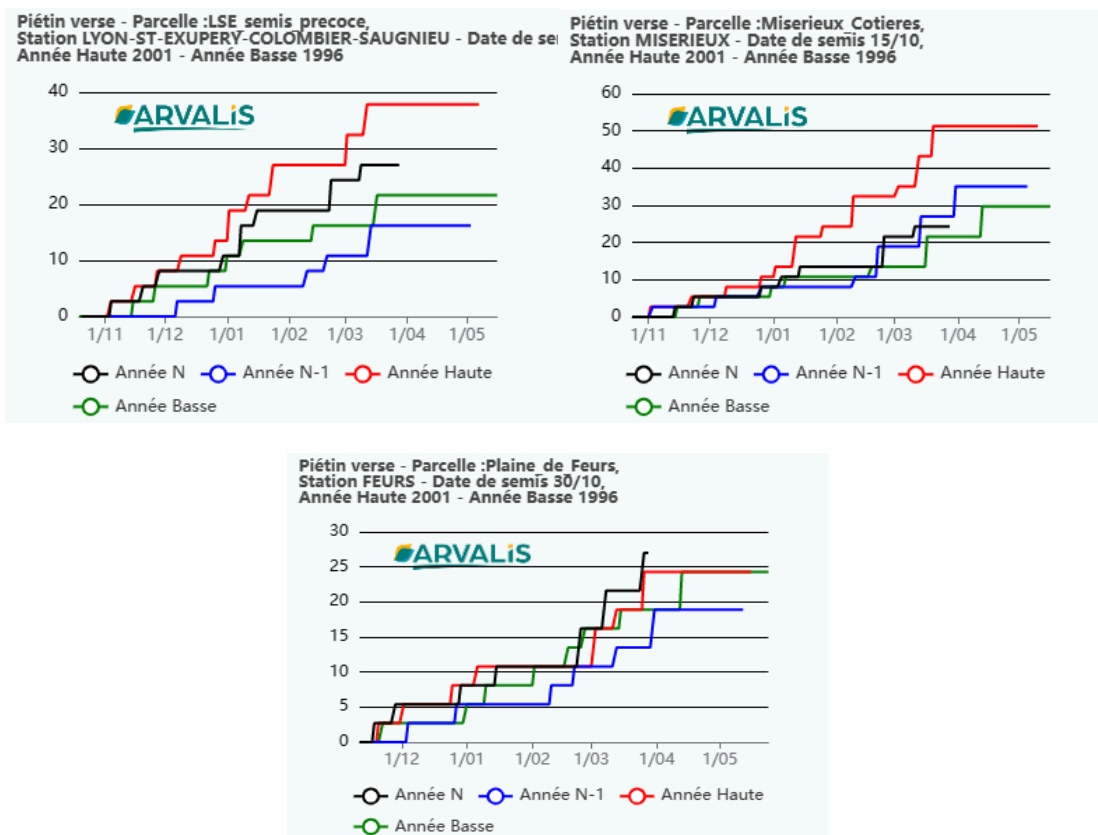 Piétin verse - Parcelle :LSE_semis_precoce,
Station LYON-ST-EXUPERY-COLOMBIER-SAUGNIEU - Date de se
Année Haute 2001 - Année Basse 1996
40
30
20
10
0
ARVALiS
1/11 1/12 1/01 1/02 1/03 1/04 1/05
Année N Année N-1 Année Haute
Année Basse
Piétin verse - Parcelle :Miserieux_Cotieres,
Station MISERIEUX - Date de semis 15/10,
Année Haute 2001 - Année Basse 1996
60
50
40
30
20
10
0
ARVALiS
1/11 1/12 1/01 1/02 1/03 1/04 1/05
Année N Année N-1 Année Haute
Année Basse
Piétin verse - Parcelle :Plaine_de_Feurs,
Station FEURS - Date de semis 30/10,
Année Haute 2001 - Année Basse 1996
30
25
20
15
10
5
0
ARVALiS
1/12 1/01 1/02 1/03 1/04 1/05
Année N Année N-1 Année Haute
Année Basse